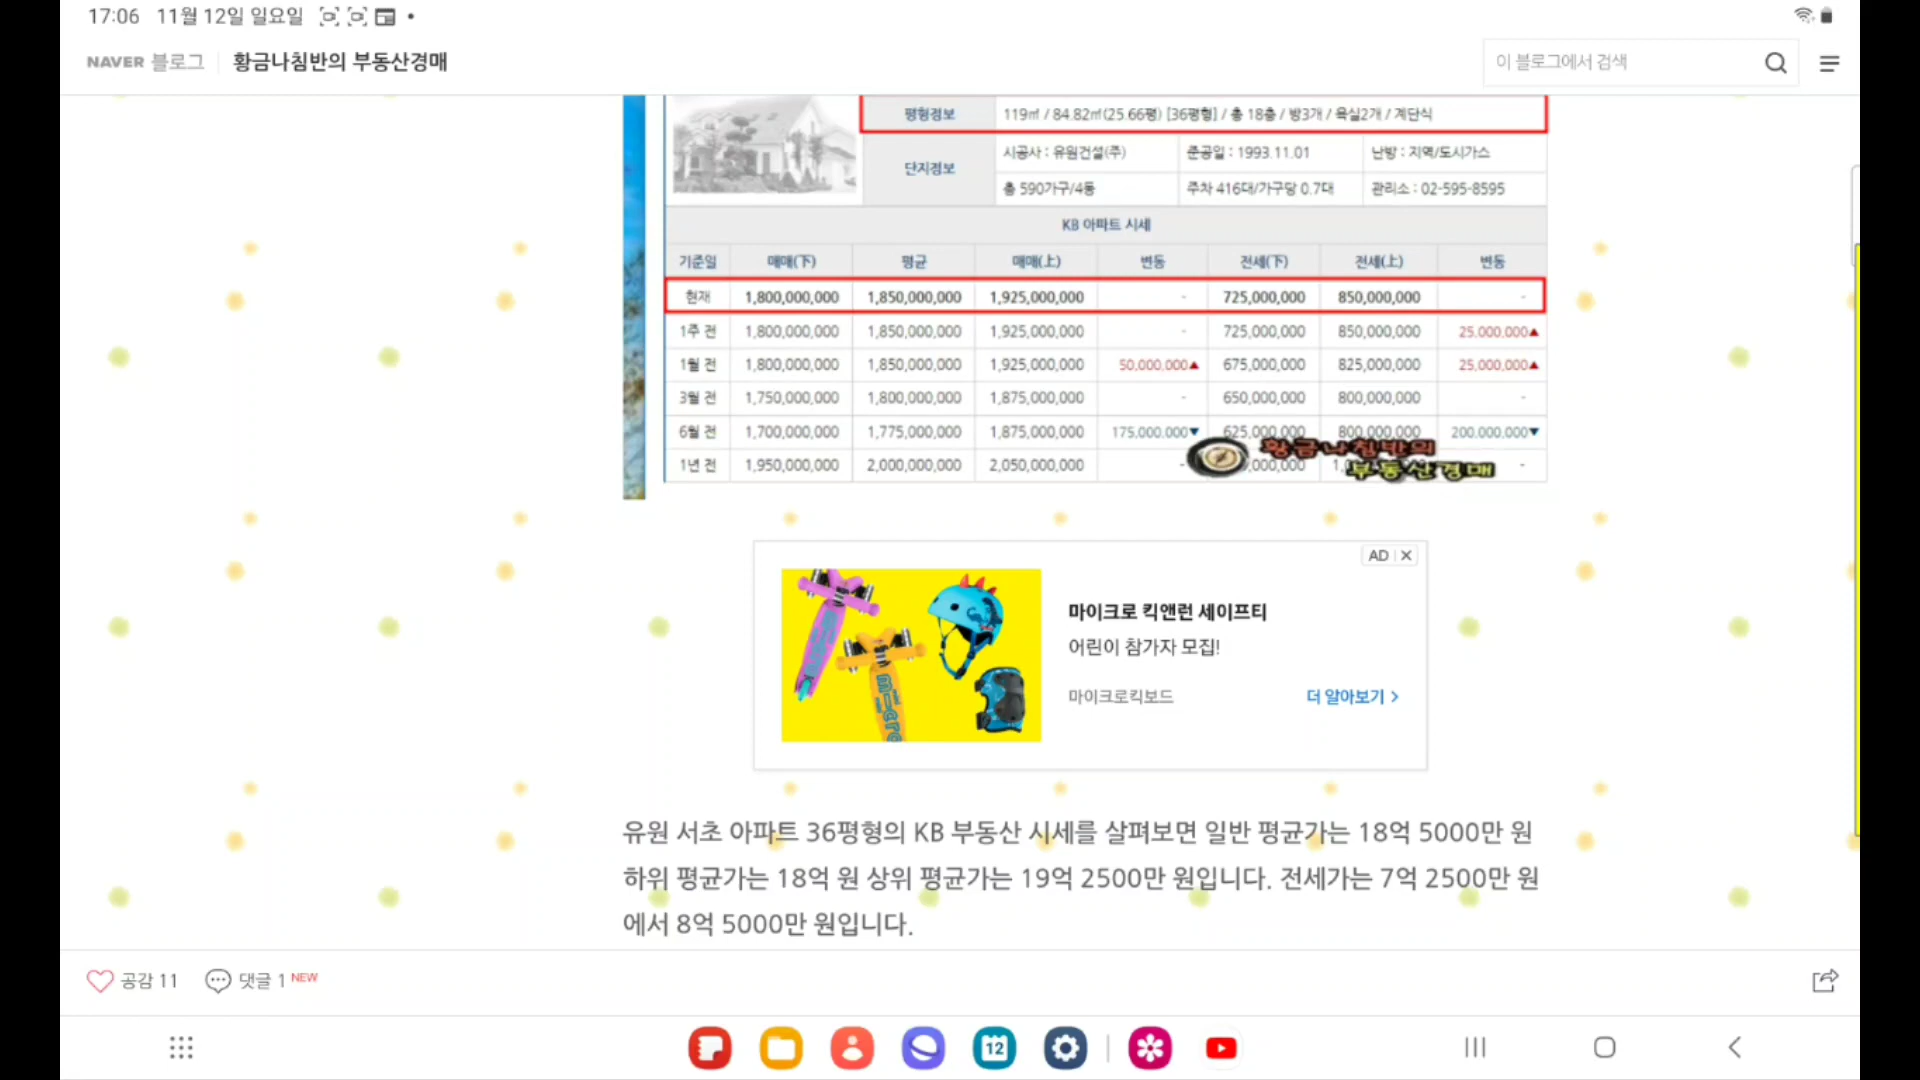 17:06 11월 12일 일요일
NAVER 블로그 황금나침반의 부동산경매
이 블로그에서 검색
평형정보 119㎡ / 84.82㎡(25.66평) [36평형] / 총 18층 / 방3개 / 욕실2개 / 계단식
단지정보
시공사 : 유원건설(주) 준공일 : 1993.11.01 난방 : 지역/도시가스
총 590가구/4동 주차 416대/가구당 0.7대 관리소 : 02-595-8595
KB 아파트 시세
기준일 매매(下) 평균 매매(上) 변동 전세(下) 전세(上) 변동
현재 1,800,000,000 1,850,000,000 1,925,000,000 - 725,000,000 850,000,000 -
1주 전 1,800,000,000 1,850,000,000 1,925,000,000 - 725,000,000 850,000,000 25,000,000▲
1월 전 1,800,000,000 1,850,000,000 1,925,000,000 50,000,000▲ 675,000,000 825,000,000 25,000,000▲
3월 전 1,750,000,000 1,800,000,000 1,875,000,000 - 650,000,000 800,000,000 -
6월 전 1,700,000,000 1,775,000,000 1,875,000,000 175,000,000▼ 625,000,000 800,000,000 200,000,000▼
1년 전 1,950,000,000 2,000,000,000 2,050,000,000 -
황금나침반의
부동산경매
AD
마이크로 킥앤런 세이프티
어린이 참가자 모집!
마이크로킥보드 더 알아보기 >
micro
유원 서초 아파트 36평형의 KB 부동산 시세를 살펴보면 일반 평균가는 18억 5000만 원
하위 평균가는 18억 원 상위 평균가는 19억 2500만 원입니다. 전세가는 7억 2500만 원
에서 8억 5000만 원입니다.
공감 11 댓글 1 NEW
12